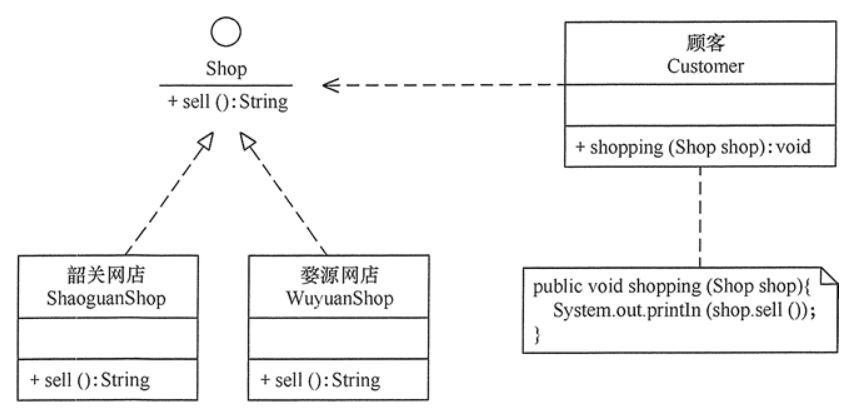 Shop
+ sell ():String
顾客
Customer
+ shopping (Shop shop):void
韶关网店
ShaoguanShop
+ sell ():String
婺源网店
WuyuanShop
+ sell ():String
public void shopping (Shop shop){
System.out.printIn (shop.sell ());
}